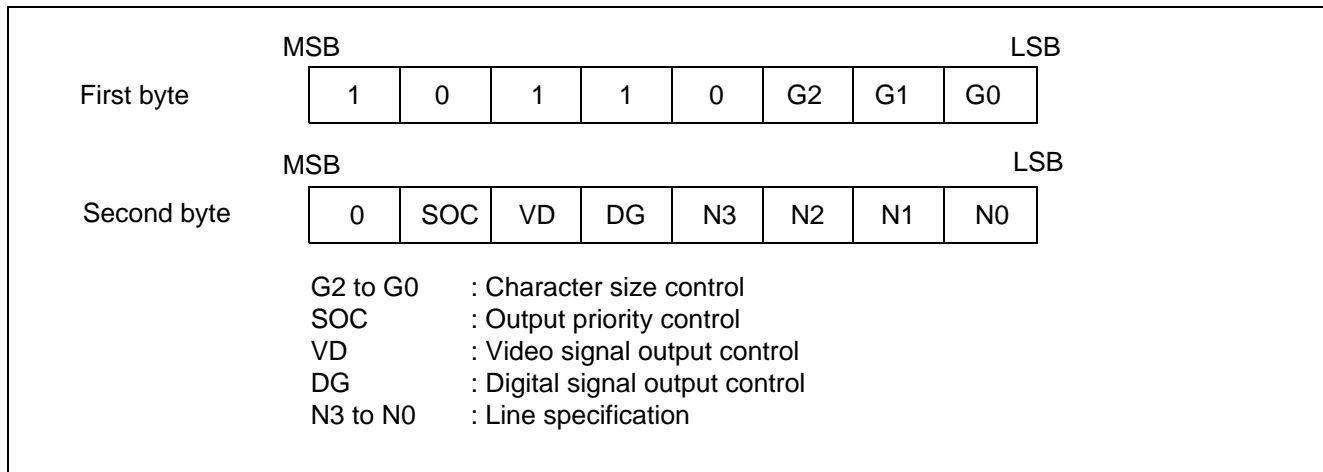 MSB LSB
First byte 1 0 1 1 0 G2 G1 G0
MSB LSB
Second byte 0 SOC VD DG N3 N2 N1 N0
G2 to G0 : Character size control
SOC : Output priority control
VD : Video signal output control
DG : Digital signal output control
N3 to N0 : Line specification